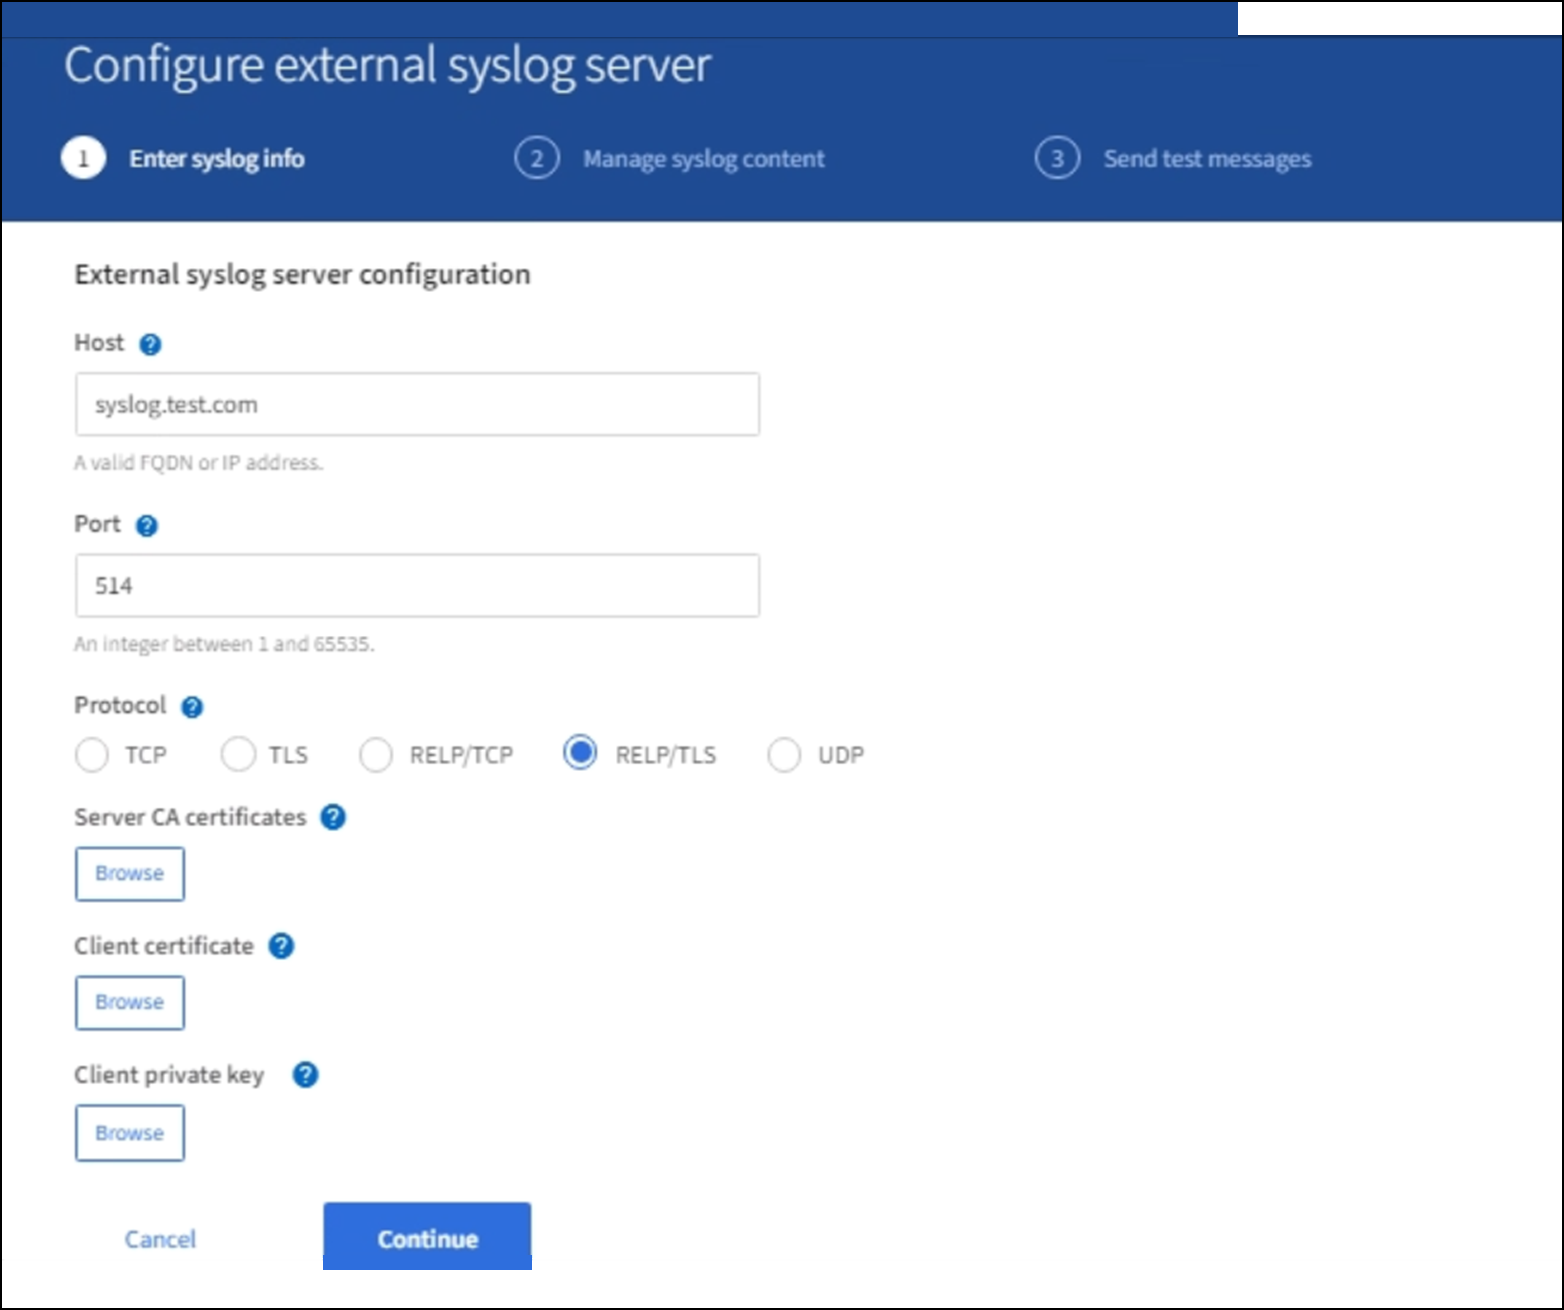 Configure external syslog server
1 Enter syslog info 2 Manage syslog content 3 Send test messages
External syslog server configuration
Host ?
syslog.test.com
A valid FQDN or IP address.
Port ?
514
An integer between 1 and 65535.
Protocol ?
TCP TLS RELP/TCP RELP/TLS UDP
Server CA certificates ?
Browse
Client certificate ?
Browse
Client private key ?
Browse
Cancel Continue